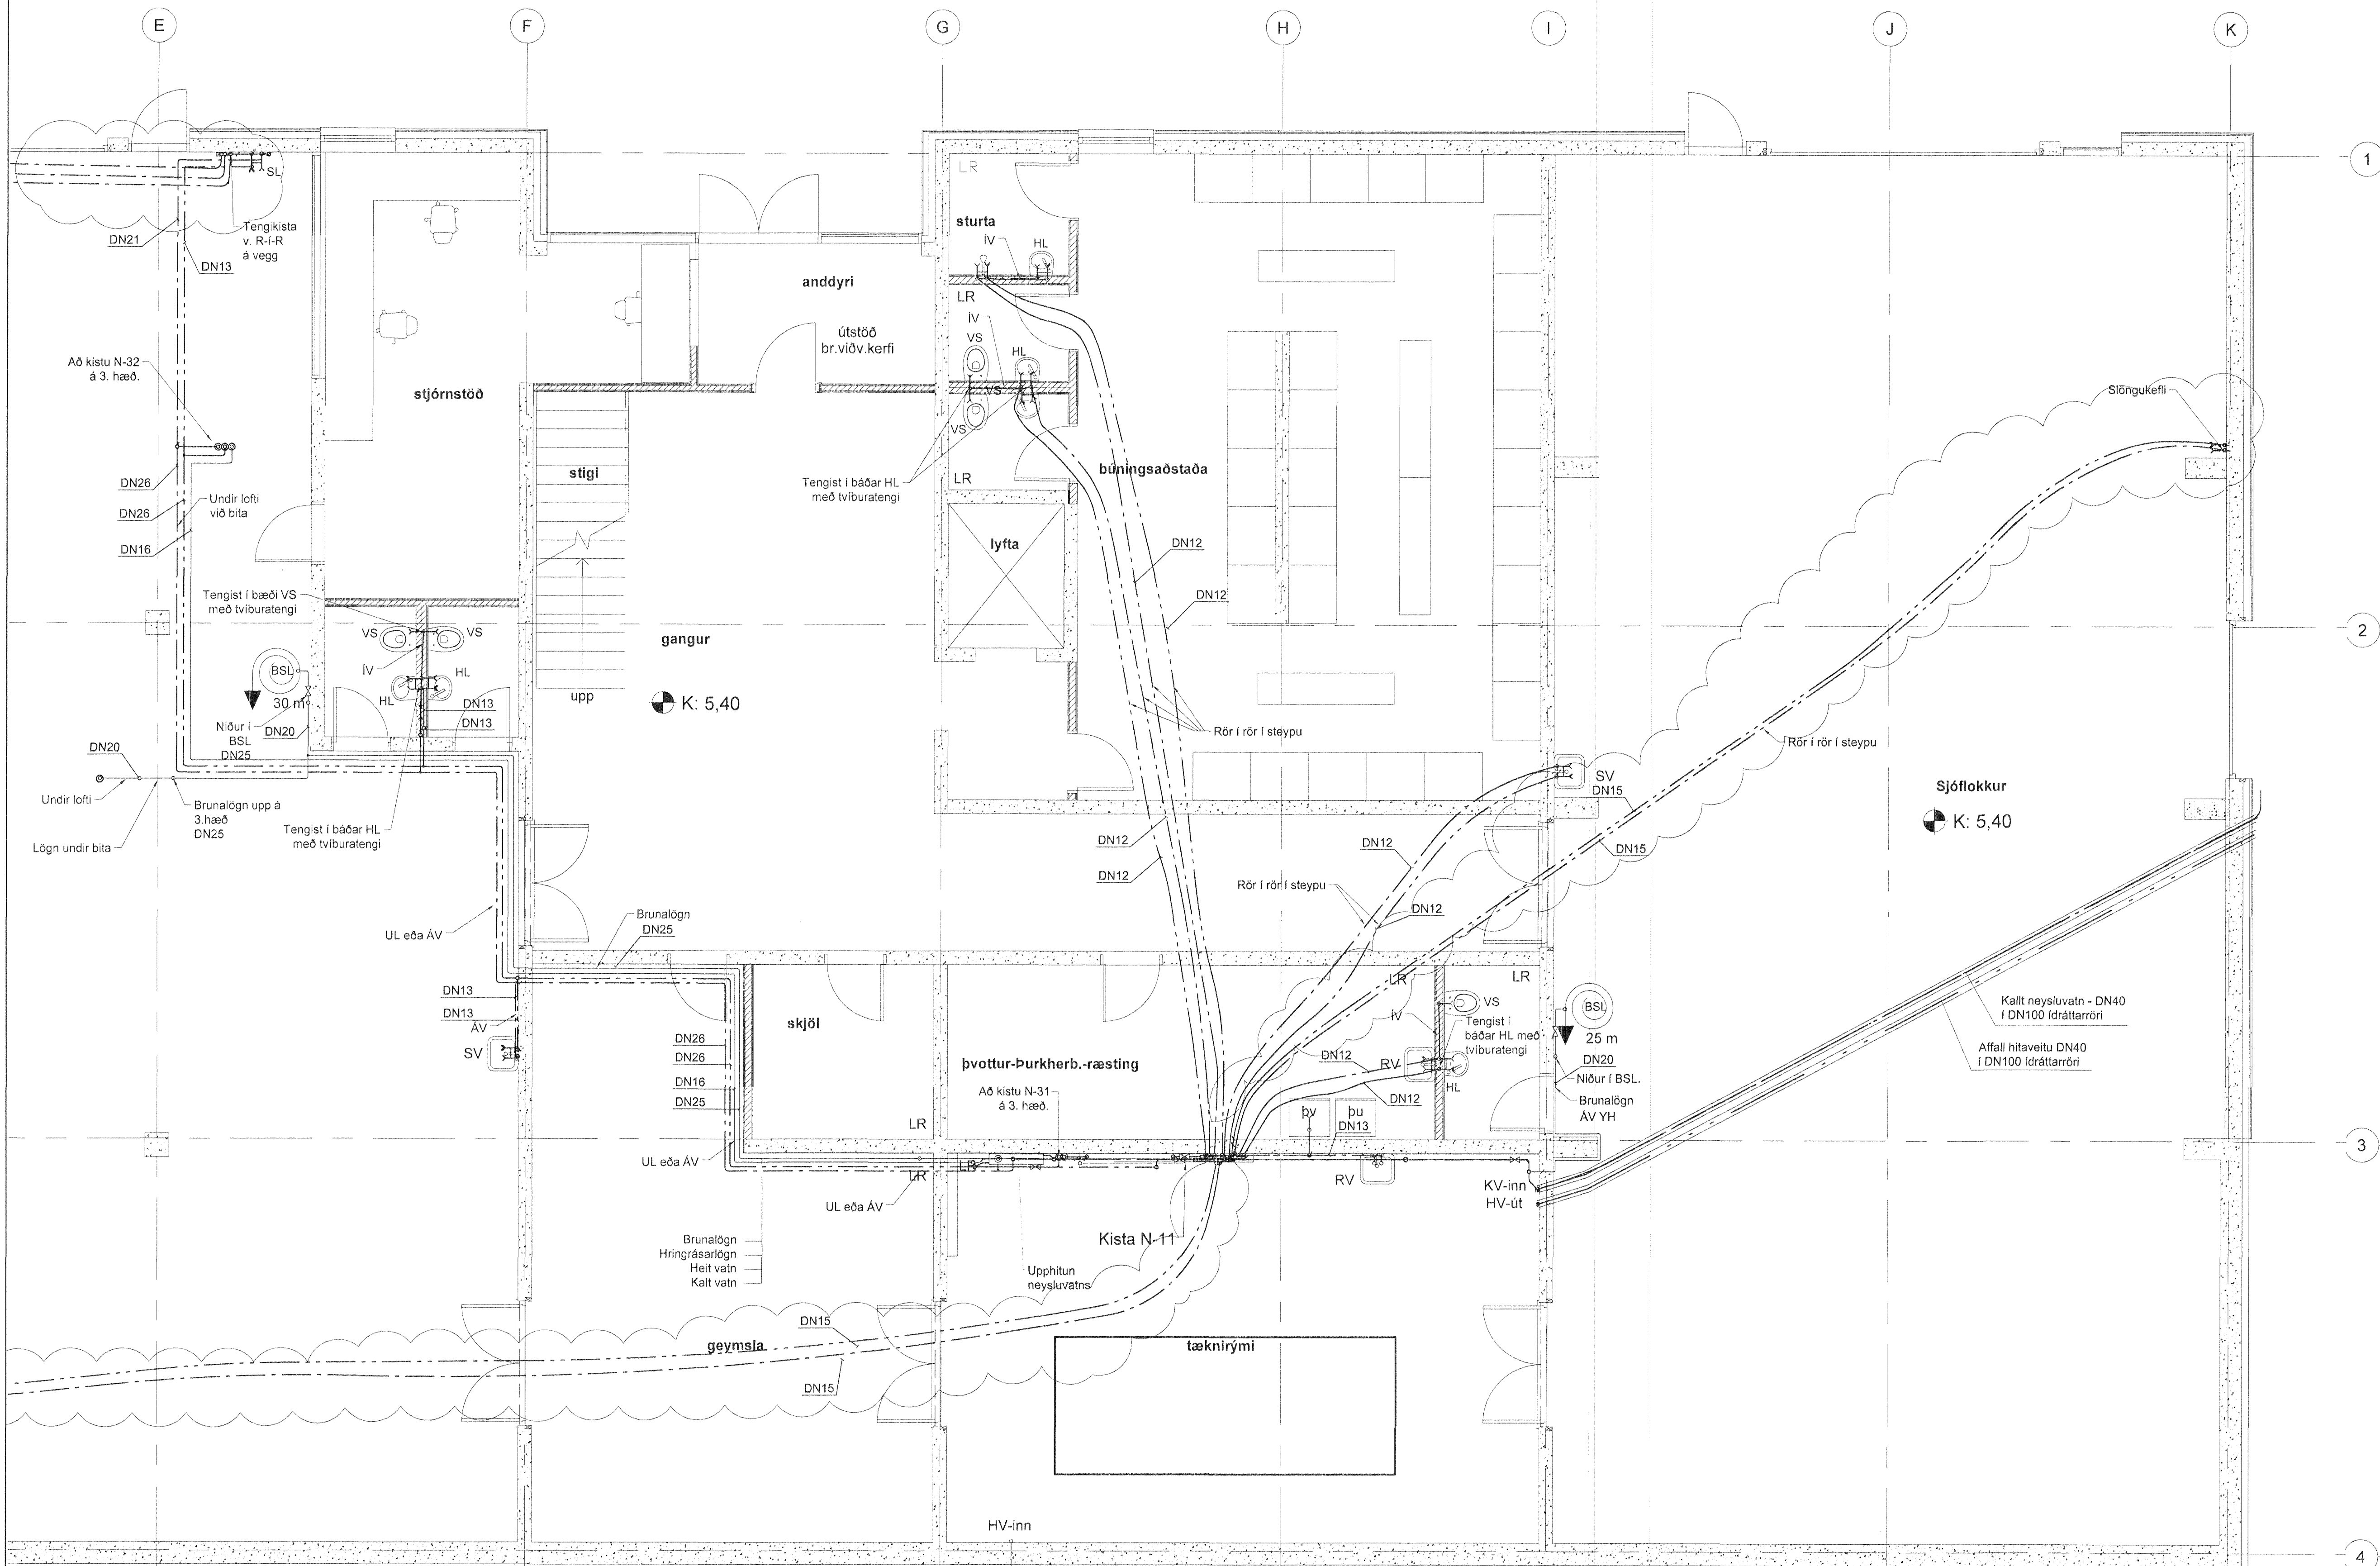 E
F
G
H
I
J
K
1
2
3
4
SL
Tengikista
v. R-í-R
á vegg
DN21
DN13
Að kistu N-32
á 3. hæð.
DN26
DN26
DN16
Undir lofti
við bita
stjórnstöð
anddyri
útstöð
br.viðv.kerfi
LR
sturta
ÍV
HL
LR
ÍV
VS
HL
VS
VS
LR
Tengist í báðar HL
með tvíburatengi
stigi
lyfta
búningsaðstaða
DN12
DN12
Slöngukefli
Tengist í bæði VS
með tvíburatengi
VS
VS
ÍV
HL
HL
BSL
30 m
Niður í
BSL
DN25
DN20
DN13
DN13
gangur
upp
K: 5,40
Rör í rör í steypu
Rör í rör í steypu
DN20
Undir lofti
Lögn undir bita
Brunalögn upp á
3.hæð
DN25
Tengist í báðar HL
með tvíburatengi
SV
DN15
DN15
Sjóflokkur
K: 5,40
DN12
DN12
DN12
Rör í rör í steypu
DN12
UL eða ÁV
Brunalögn
DN25
DN13
DN13
ÁV
SV
DN26
DN26
DN16
DN25
UL eða ÁV
skjöl
LR
þvottur-Þurkherb.-ræsting
Að kistu N-31
á 3. hæð.
LR
LR
VS
ÍV
Tengist í
báðar HL með
tvíburatengi
DN12
RV
HL
DN12
þv
þu
DN13
BSL
25 m
DN20
Niður í BSL.
Brunalögn
ÁV YH
Kallt neysluvatn - DN40
í DN100 ídráttarröri
Affall hitaveitu DN40
í DN100 ídráttarröri
LR
LR
UL eða ÁV
RV
KV-inn
HV-út
Brunalögn
Hringrásarlögn
Heit vatn
Kalt vatn
Kista N-11
Upphitun
neysluvatns
DN15
geymsla
DN15
tæknirými
HV-inn